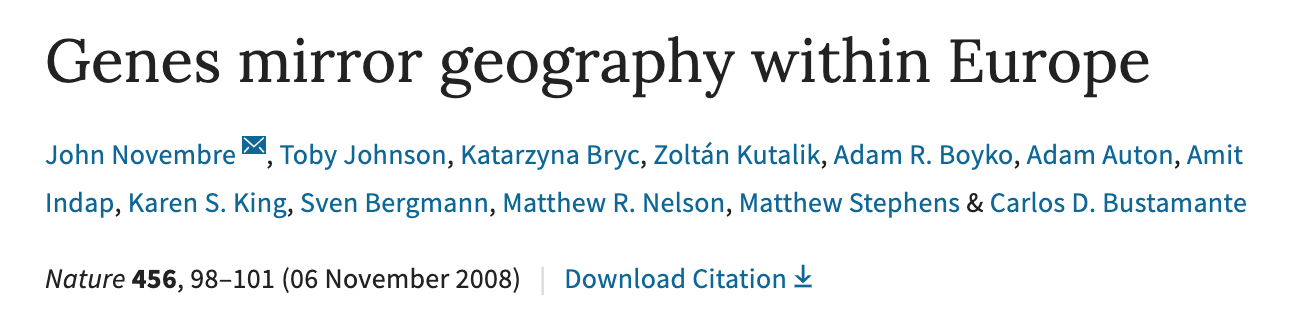 Genes mirror geography within Europe
John Novembre, Toby Johnson, Katarzyna Bryc, Zoltán Kutalik, Adam R. Boyko, Adam Auton, Amit
Indap, Karen S. King, Sven Bergmann, Matthew R. Nelson, Matthew Stephens & Carlos D. Bustamante
Nature 456, 98–101 (06 November 2008) | Download Citation